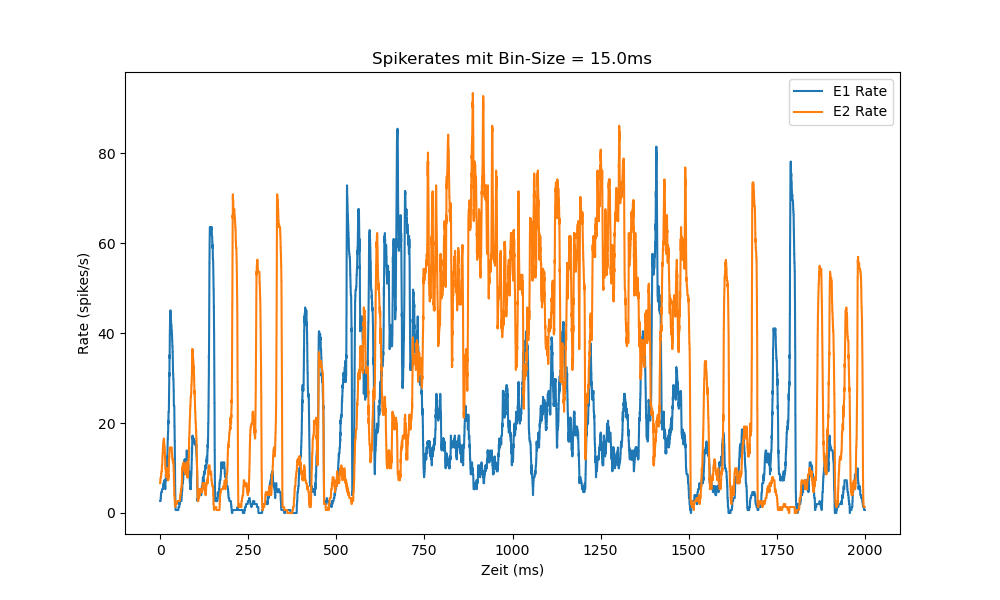 Spikerates mit Bin-Size = 15.0ms
E1 Rate
E2 Rate
80
60
40
20
0
Rate (spikes/s)
0 250 500 750 1000 1250 1500 1750 2000
Zeit (ms)